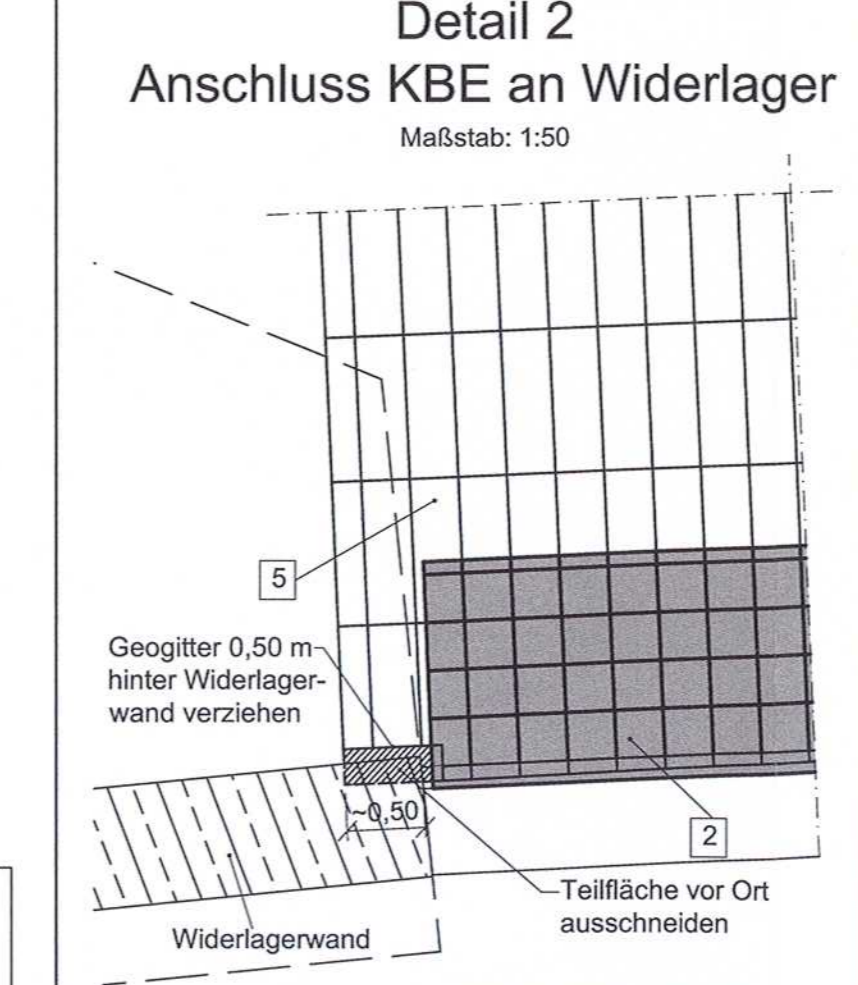 Detail 2
Anschluss KBE an Widerlager
Maßstab: 1:50
5
Geogitter 0,50 m
hinter Widerlager-
wand verziehen
~0,50
2
Teilfläche vor Ort
ausschneiden
Widerlagerwand